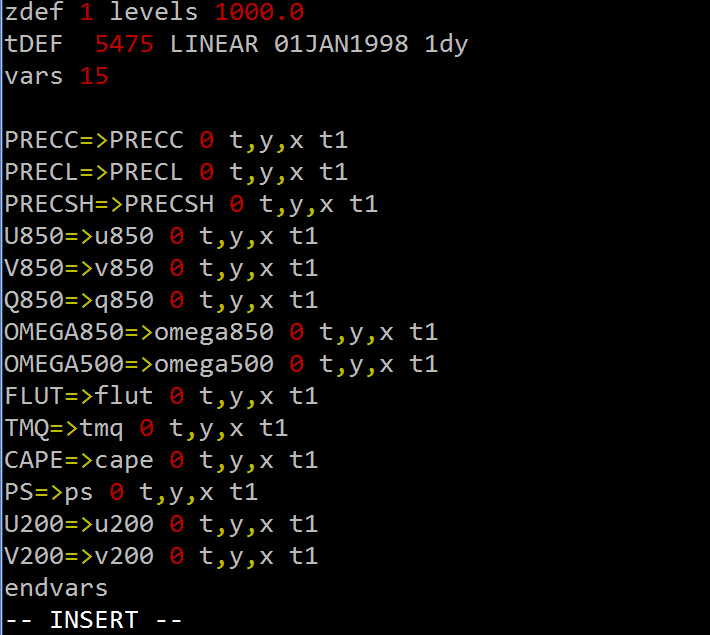 zdef 1 levels 1000.0
tDEF  5475 LINEAR 01JAN1998 1dy
vars 15

PRECC=>PRECC 0 t,y,x t1
PRECL=>PRECL 0 t,y,x t1
PRECSH=>PRECSH 0 t,y,x t1
U850=>u850 0 t,y,x t1
V850=>v850 0 t,y,x t1
Q850=>q850 0 t,y,x t1
OMEGA850=>omega850 0 t,y,x t1
OMEGA500=>omega500 0 t,y,x t1
FLUT=>flut 0 t,y,x t1
TMQ=>tmq 0 t,y,x t1
CAPE=>cape 0 t,y,x t1
PS=>ps 0 t,y,x t1
U200=>u200 0 t,y,x t1
V200=>v200 0 t,y,x t1
endvars
-- INSERT --